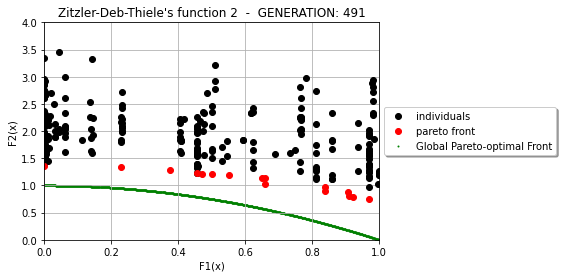 Zitzler-Deb-Thiele's function 2 - GENERATION: 491
4.0
3.5
3.0
2.5
2.0
1.5
1.0
0.5
0.0
F2(x)
0.0 0.2 0.4 0.6 0.8 1.0
F1(x)
individuals
pareto front
Global Pareto-optimal Front